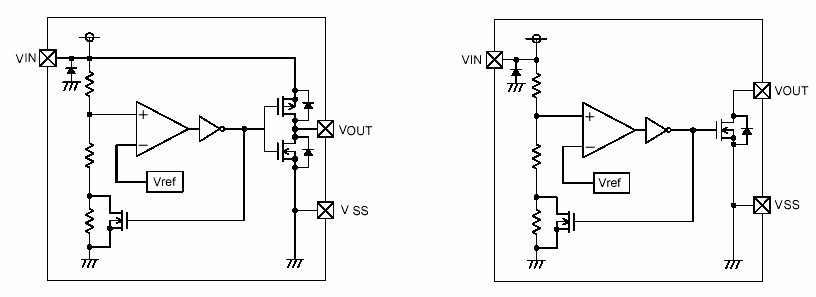 VIN
+
−
Vref
VOUT
V SS
VIN
+
−
Vref
VOUT
VSS